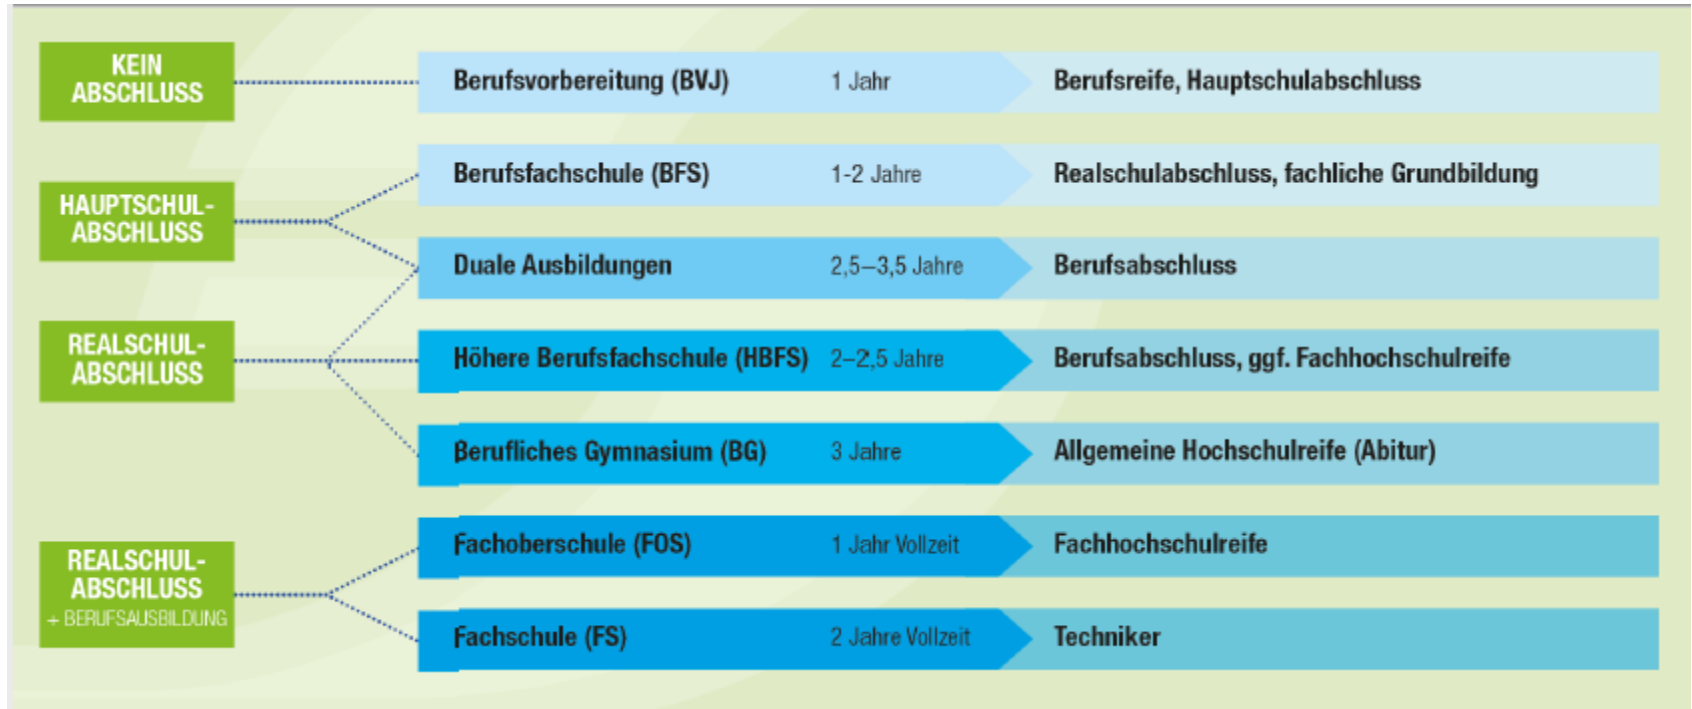 KEIN
ABSCHLUSS
Berufsvorbereitung (BVJ) 1 Jahr Berufsreife, Hauptschulabschluss
HAUPTSCHUL-
ABSCHLUSS
Berufsfachschule (BFS) 1-2 Jahre Realschulabschluss, fachliche Grundbildung
Duale Ausbildungen 2,5–3,5 Jahre Berufsabschluss
REALSCHUL-
ABSCHLUSS
Höhere Berufsfachschule (HBFS) 2–2,5 Jahre Berufsabschluss, ggf. Fachhochschulreife
Berufliches Gymnasium (BG) 3 Jahre Allgemeine Hochschulreife (Abitur)
REALSCHUL-
ABSCHLUSS
+ BERUFSAUSBILDUNG
Fachoberschule (FOS) 1 Jahr Vollzeit Fachhochschulreife
Fachschule (FS) 2 Jahre Vollzeit Techniker